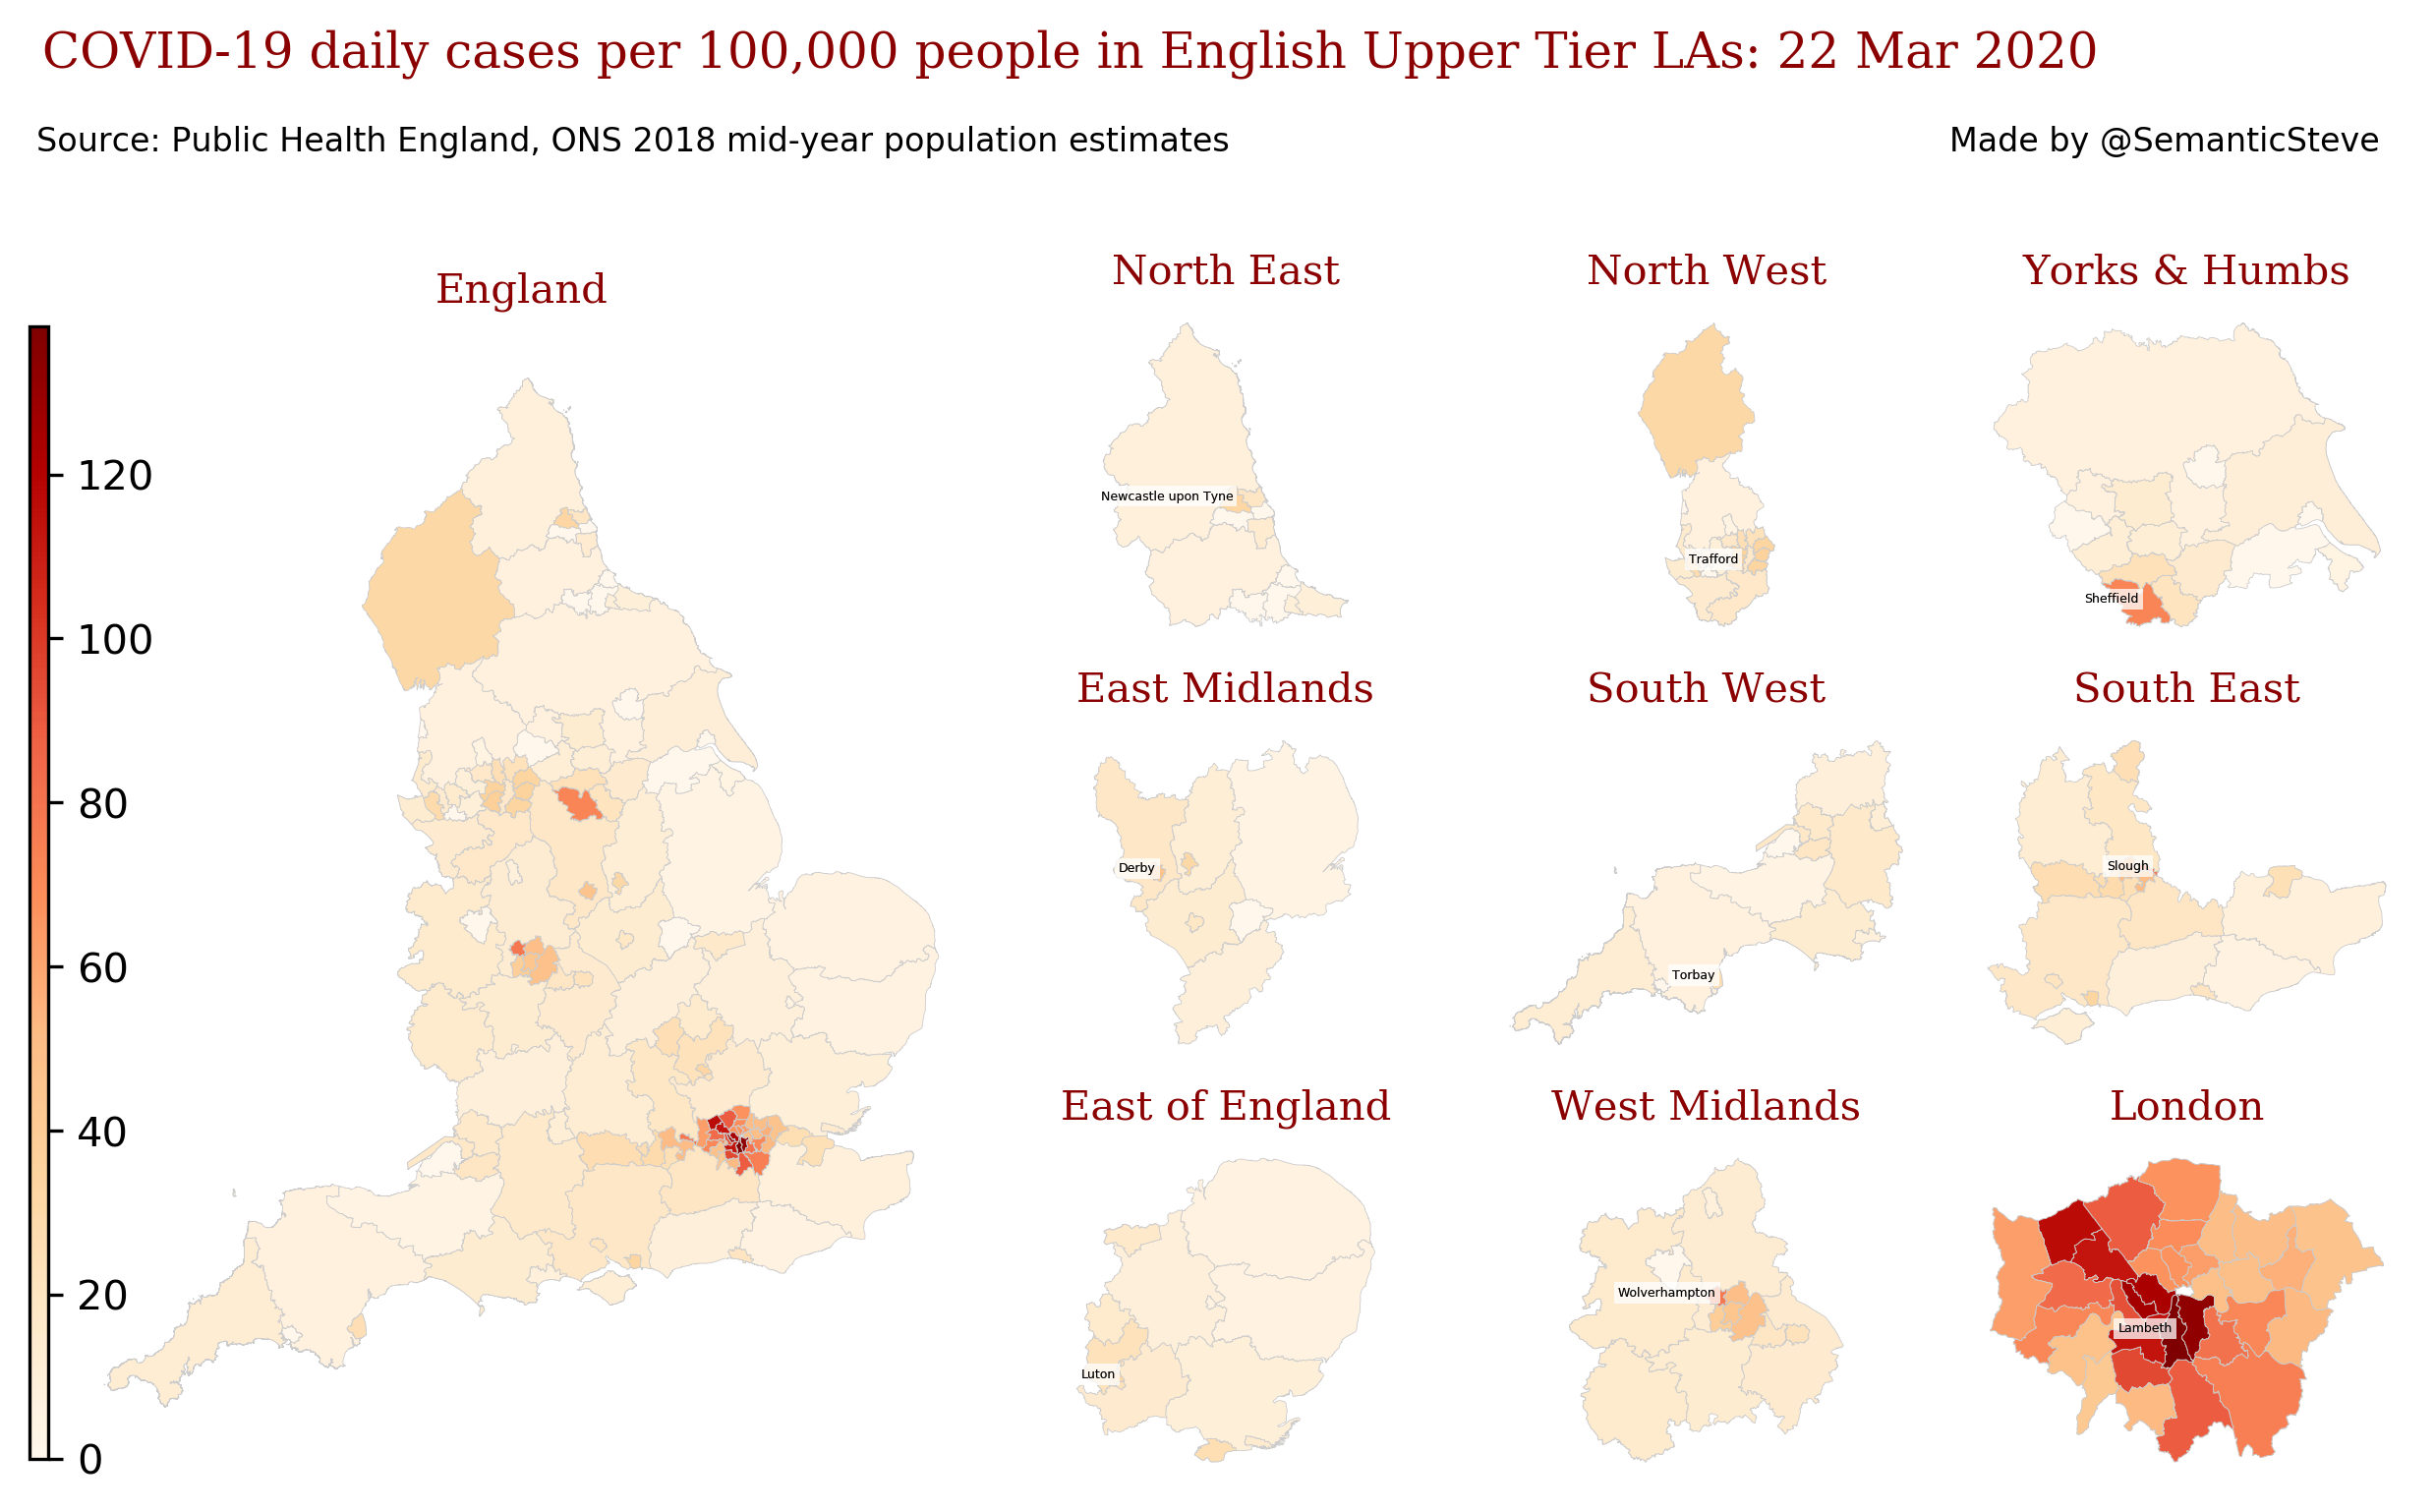 COVID-19 daily cases per 100,000 people in English Upper Tier LAs: 22 Mar 2020
Source: Public Health England, ONS 2018 mid-year population estimates
Made by @SemanticSteve
England
120
100
80
60
40
20
0
North East
Newcastle upon Tyne
North West
Trafford
Yorks & Humbs
Sheffield
East Midlands
Derby
South West
Torbay
South East
Slough
East of England
Luton
West Midlands
Wolverhampton
London
Lambeth